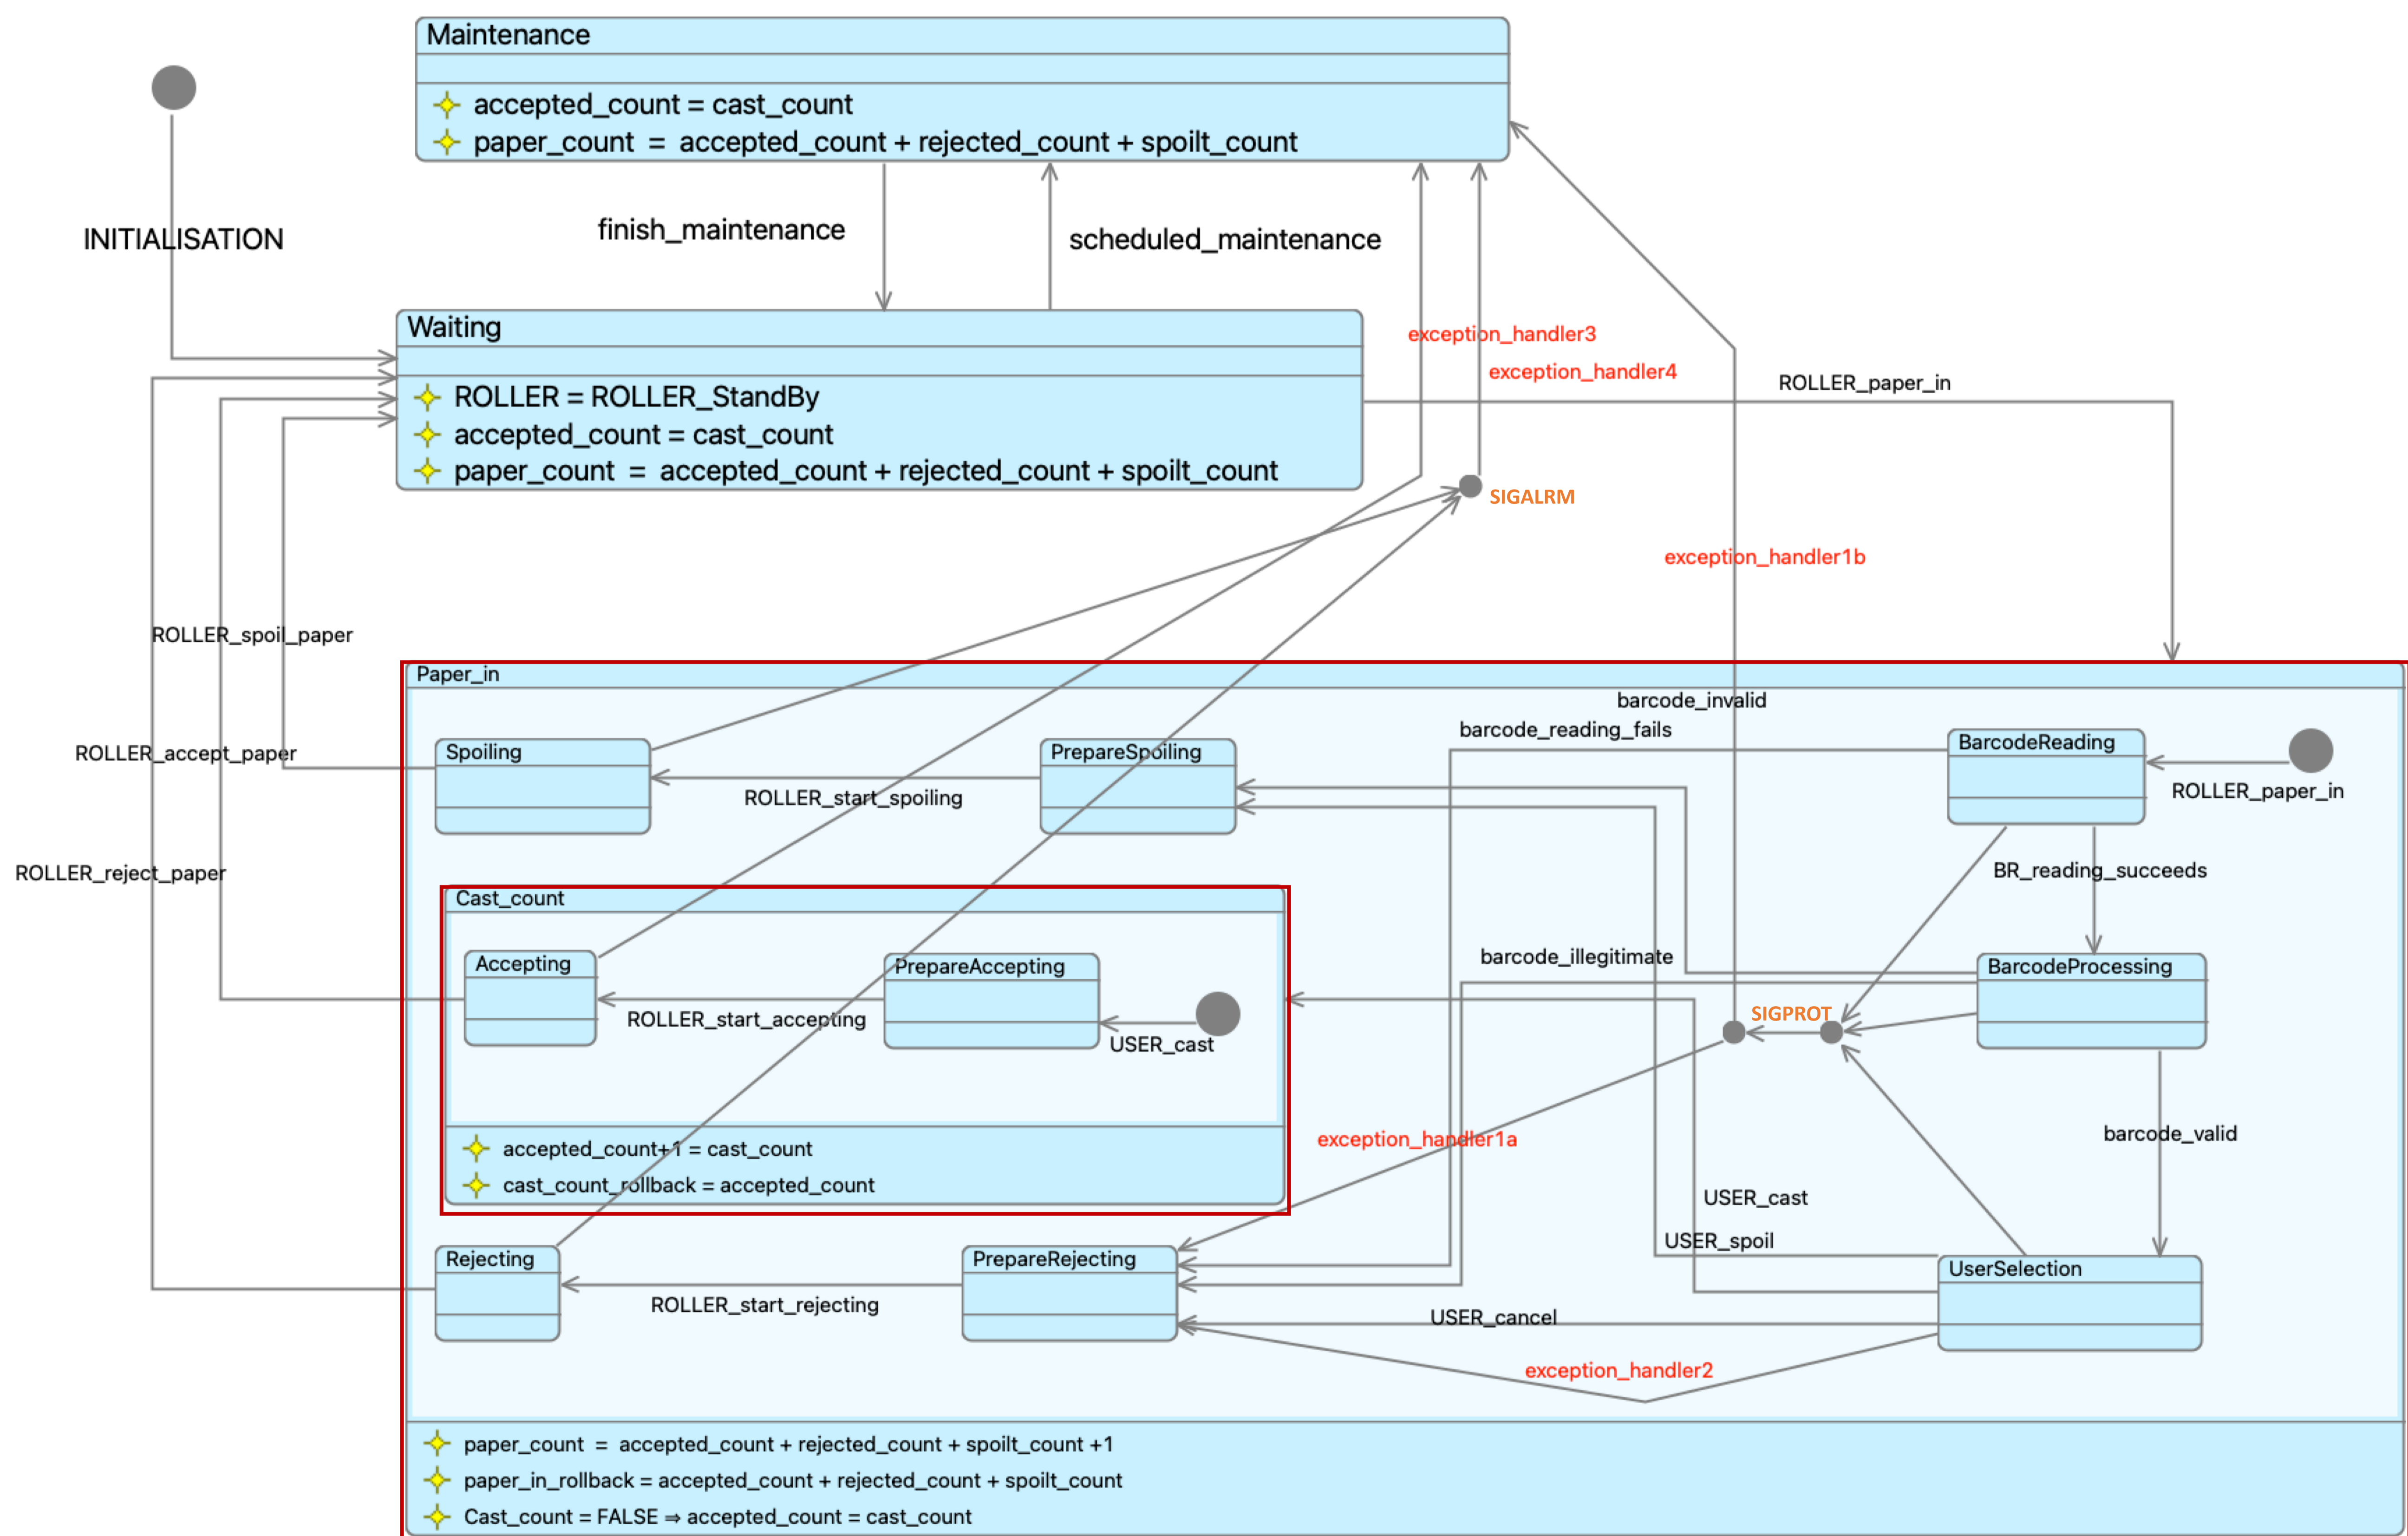 Maintenance
accepted_count = cast_count
paper_count = accepted_count + rejected_count + spoilt_count
INITIALISATION
finish_maintenance
scheduled_maintenance
Waiting
ROLLER = ROLLER_StandBy
accepted_count = cast_count
paper_count = accepted_count + rejected_count + spoilt_count
exception_handler3
exception_handler4
ROLLER_paper_in
SIGALRM
exception_handler1b
ROLLER_spoil_paper
Paper_in
barcode_invalid
barcode_reading_fails
ROLLER_accept_paper
Spoiling
PrepareSpoiling
BarcodeReading
ROLLER_start_spoiling
ROLLER_paper_in
ROLLER_reject_paper
BR_reading_succeeds
Cast_count
barcode_illegitimate
Accepting
PrepareAccepting
BarcodeProcessing
ROLLER_start_accepting
USER_cast
SIGPROT
accepted_count+1 = cast_count
cast_count_rollback = accepted_count
exception_handler1a
barcode_valid
USER_cast
USER_spoil
Rejecting
PrepareRejecting
UserSelection
ROLLER_start_rejecting
USER_cancel
exception_handler2
paper_count = accepted_count + rejected_count + spoilt_count +1
paper_in_rollback = accepted_count + rejected_count + spoilt_count
Cast_count = FALSE ⇒ accepted_count = cast_count